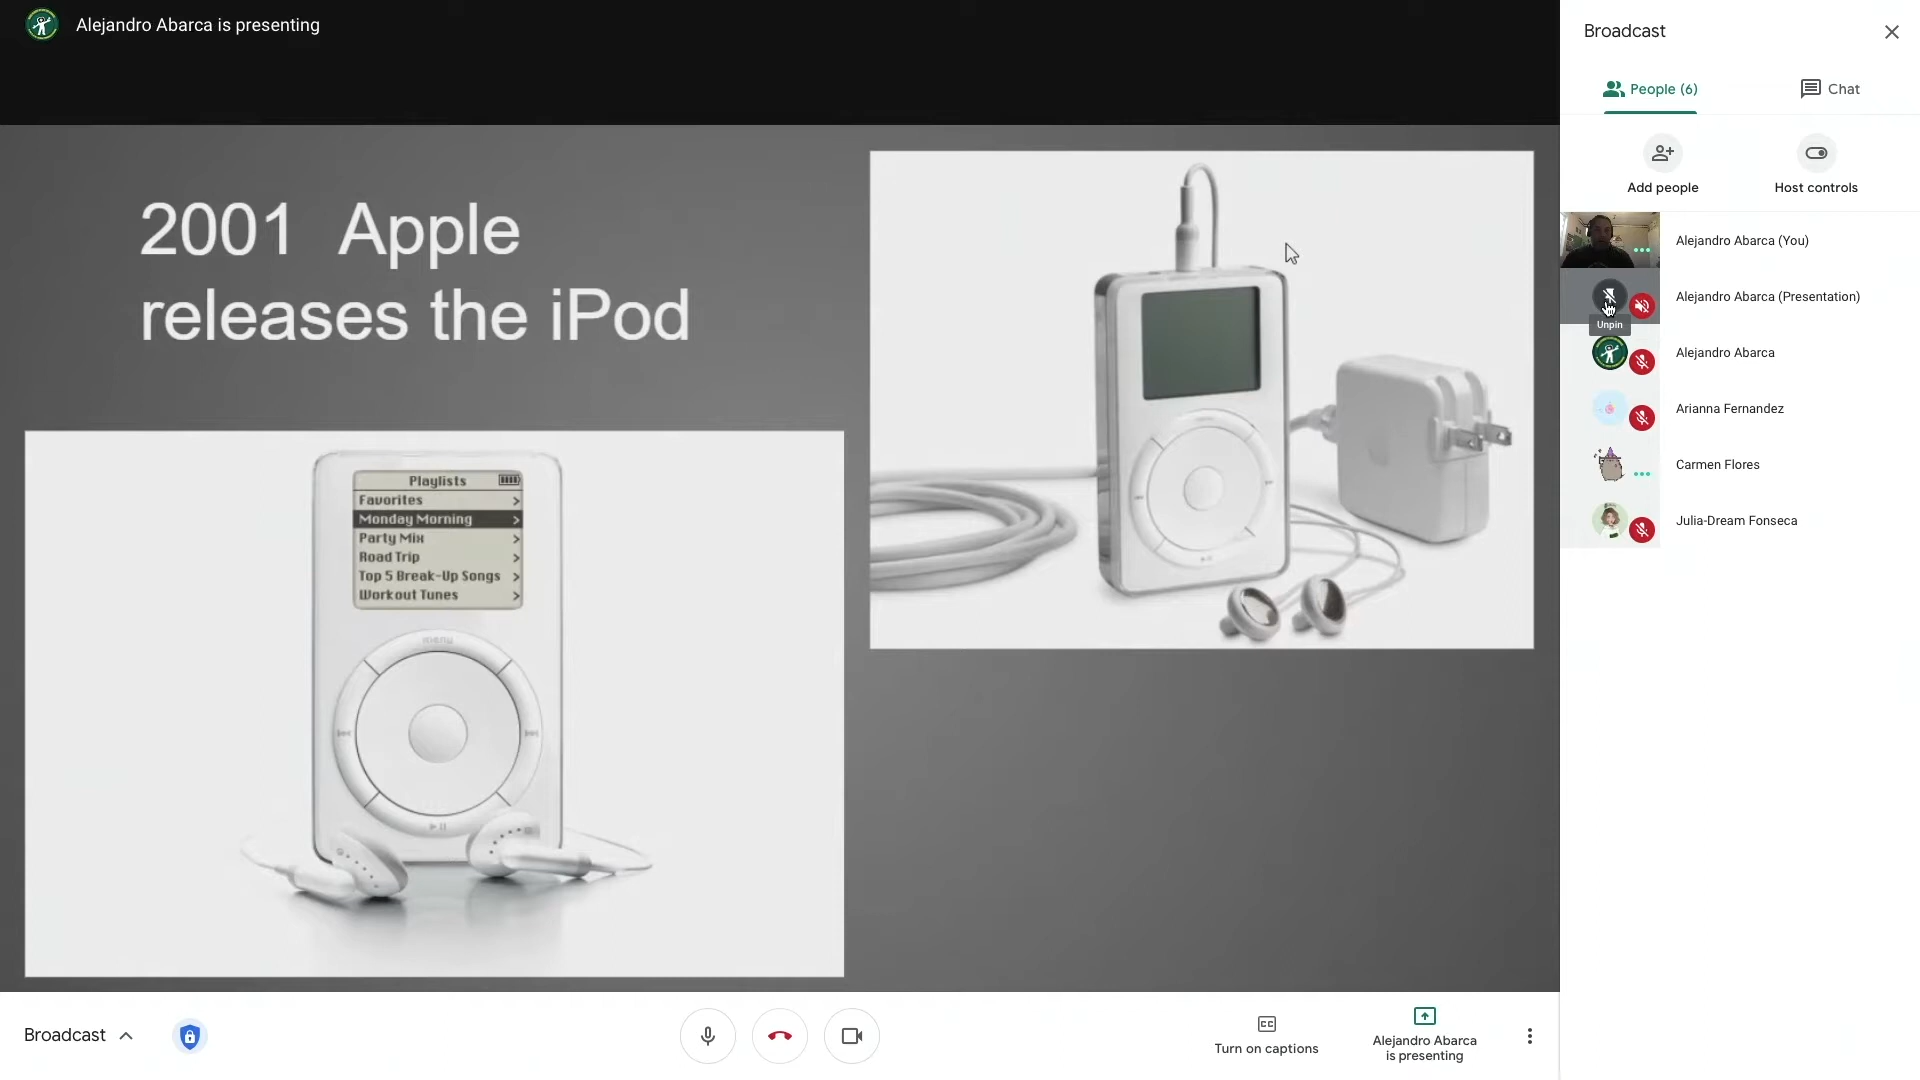 Alejandro Abarca is presenting
2001 Apple
releases the iPod
Playlists
Favorites
Monday Morning
Party Mix
Road Trip
Top 5 Break-Up Songs
Workout Tunes
menu
Broadcast
Turn on captions
Alejandro Abarca
is presenting
Broadcast
People (6)
Chat
Add people
Host controls
Alejandro Abarca (You)
Alejandro Abarca (Presentation)
Unpin
Alejandro Abarca
Arianna Fernandez
Carmen Flores
Julia-Dream Fonseca